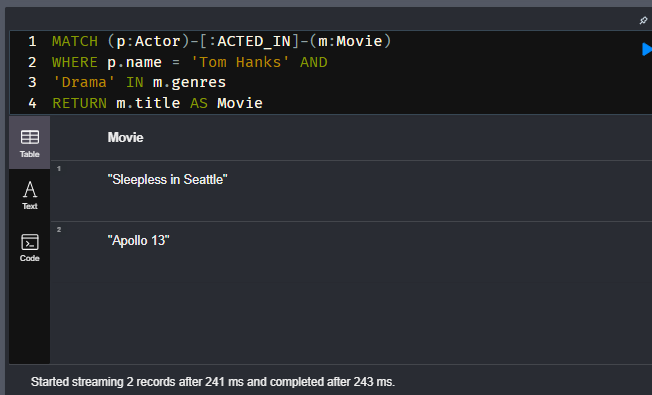 1 MATCH (p:Actor)-[:ACTED_IN]-(m:Movie)
2 WHERE p.name = 'Tom Hanks' AND
3 'Drama' IN m.genres
4 RETURN m.title AS Movie
Table
Movie
1
"Sleepless in Seattle"
A
Text
2
"Apollo 13"
Code
Started streaming 2 records after 241 ms and completed after 243 ms.